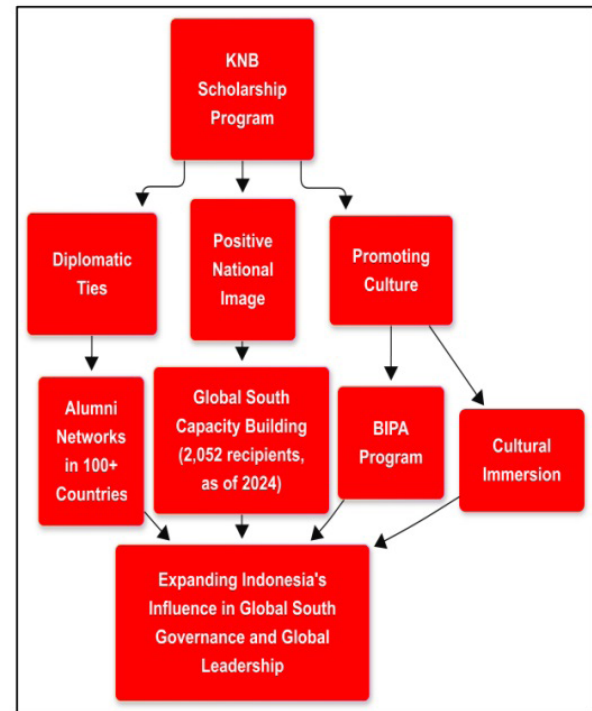 KNB
Scholarship
Program
Diplomatic
Ties
Positive
National
Image
Promoting
Culture
Alumni
Networks
in 100+
Countries
Global South
Capacity Building
(2,052 recipients,
as of 2024)
BIPA
Program
Cultural
Immersion
Expanding Indonesia's
Influence in Global South
Governance and Global
Leadership